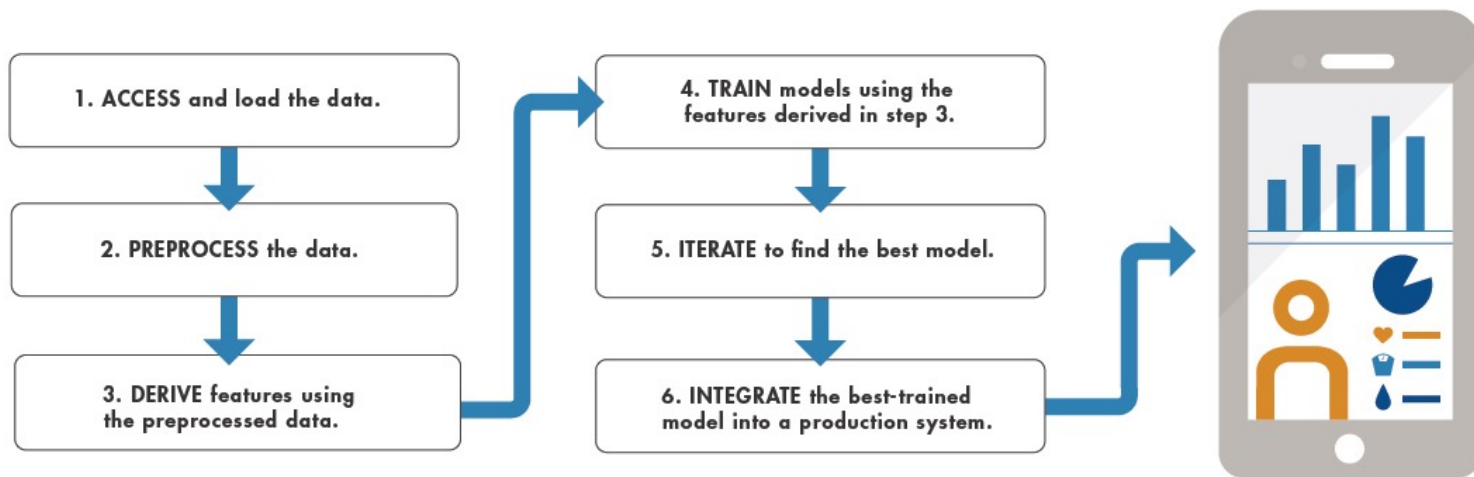 1. ACCESS and load the data.
2. PREPROCESS the data.
3. DERIVE features using
the preprocessed data.
4. TRAIN models using the
features derived in step 3.
5. ITERATE to find the best model.
6. INTEGRATE the best-trained
model into a production system.